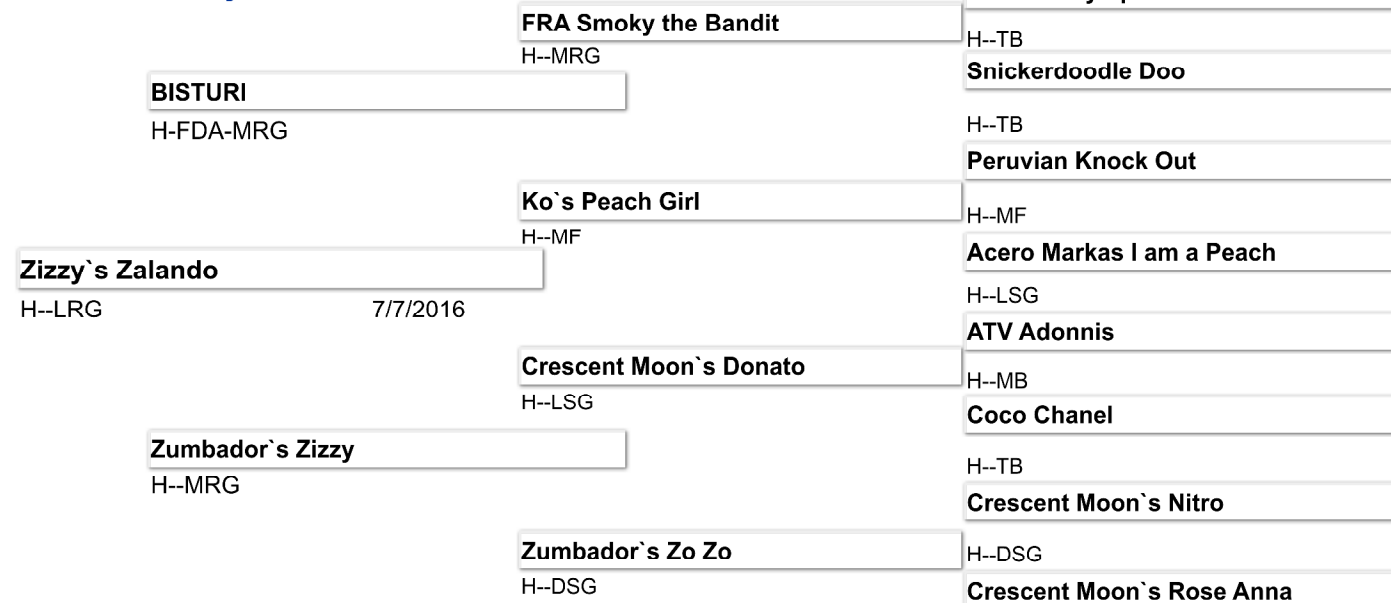 FRA Smoky the Bandit
H--MRG
H--TB
Snickerdoodle Doo
BISTURI
H-FDA-MRG
H--TB
Peruvian Knock Out
Ko`s Peach Girl
H--MF
H--MF
Acero Markas I am a Peach
Zizzy`s Zalando
H--LRG 7/7/2016
H--LSG
ATV Adonnis
Crescent Moon`s Donato
H--LSG
H--MB
Coco Chanel
Zumbador`s Zizzy
H--MRG
H--TB
Crescent Moon`s Nitro
Zumbador`s Zo Zo
H--DSG
H--DSG
Crescent Moon`s Rose Anna